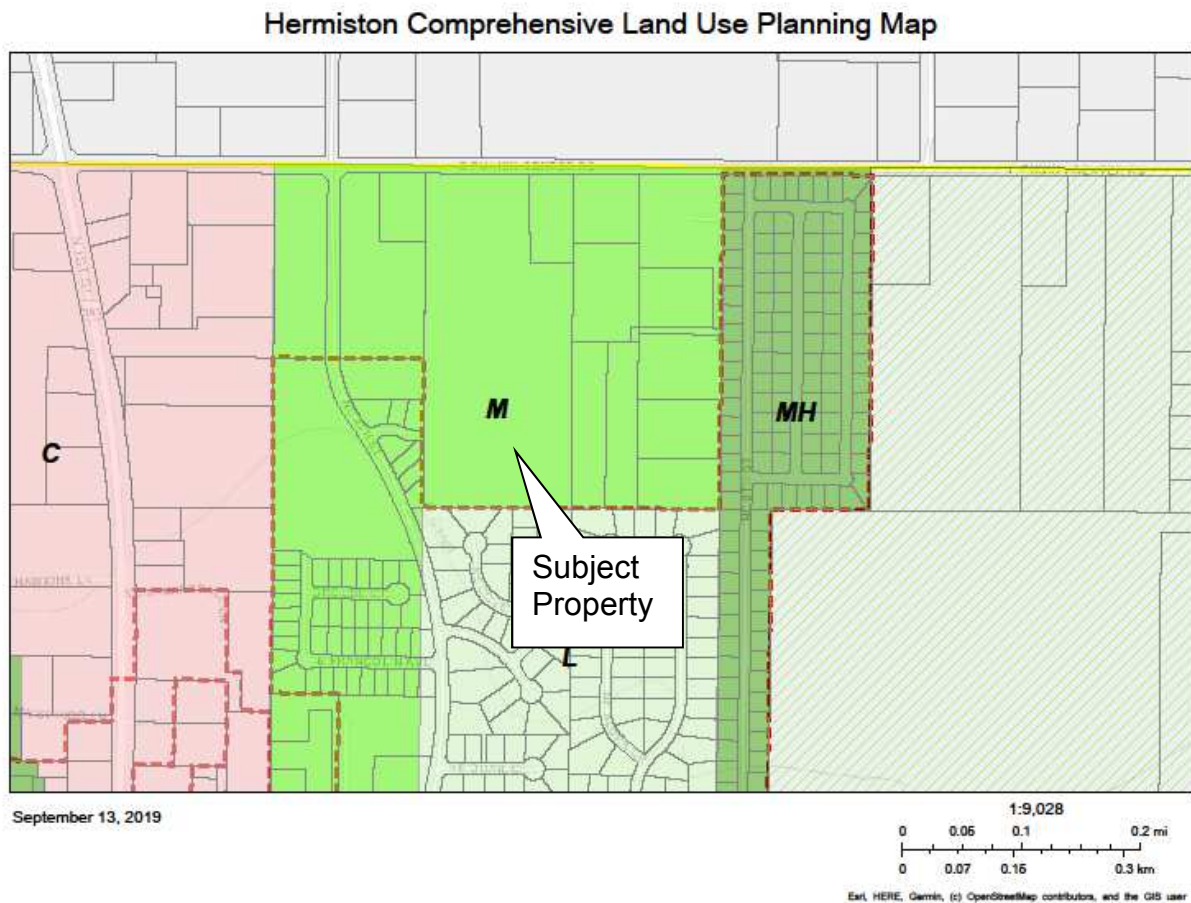 Hermiston Comprehensive Land Use Planning Map
C
M
MH
Subject
Property
L
September 13, 2019
1:9,028
0 0.05 0.1 0.2 mi
0 0.07 0.15 0.3 km
Esri, HERE, Garmin, (c) OpenStreetMap contributors, and the GIS user